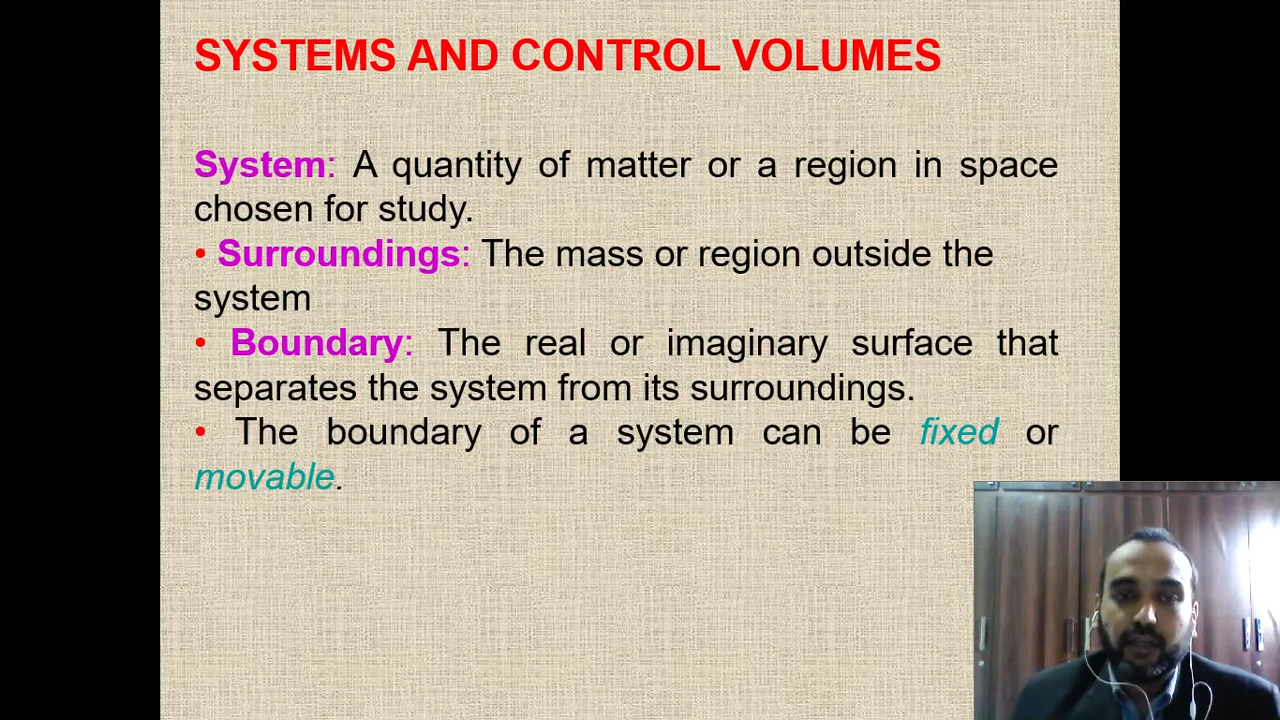 SYSTEMS AND CONTROL VOLUMES
System: A quantity of matter or a region in space
chosen for study.
• Surroundings: The mass or region outside the
system
• Boundary: The real or imaginary surface that
separates the system from its surroundings.
• The boundary of a system can be fixed or
movable.